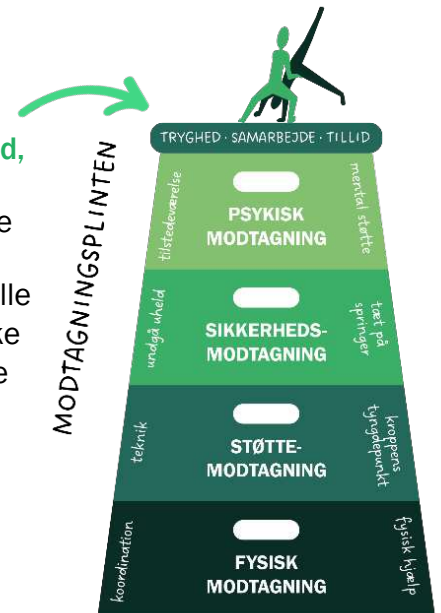 d,
e
lle
ke
e
MODTAGNINGSPLINTEN
TRYGHED · SAMARBEJDE · TILLID
tilstedeværelse
PSYKISK
MODTAGNING
mental støtte
undgå uheld
SIKKERHEDS-
MODTAGNING
tæt på
springer
teknik
STØTTE-
MODTAGNING
kroppens
tyngdepunkt
koordination
FYSISK
MODTAGNING
fysisk hjælp